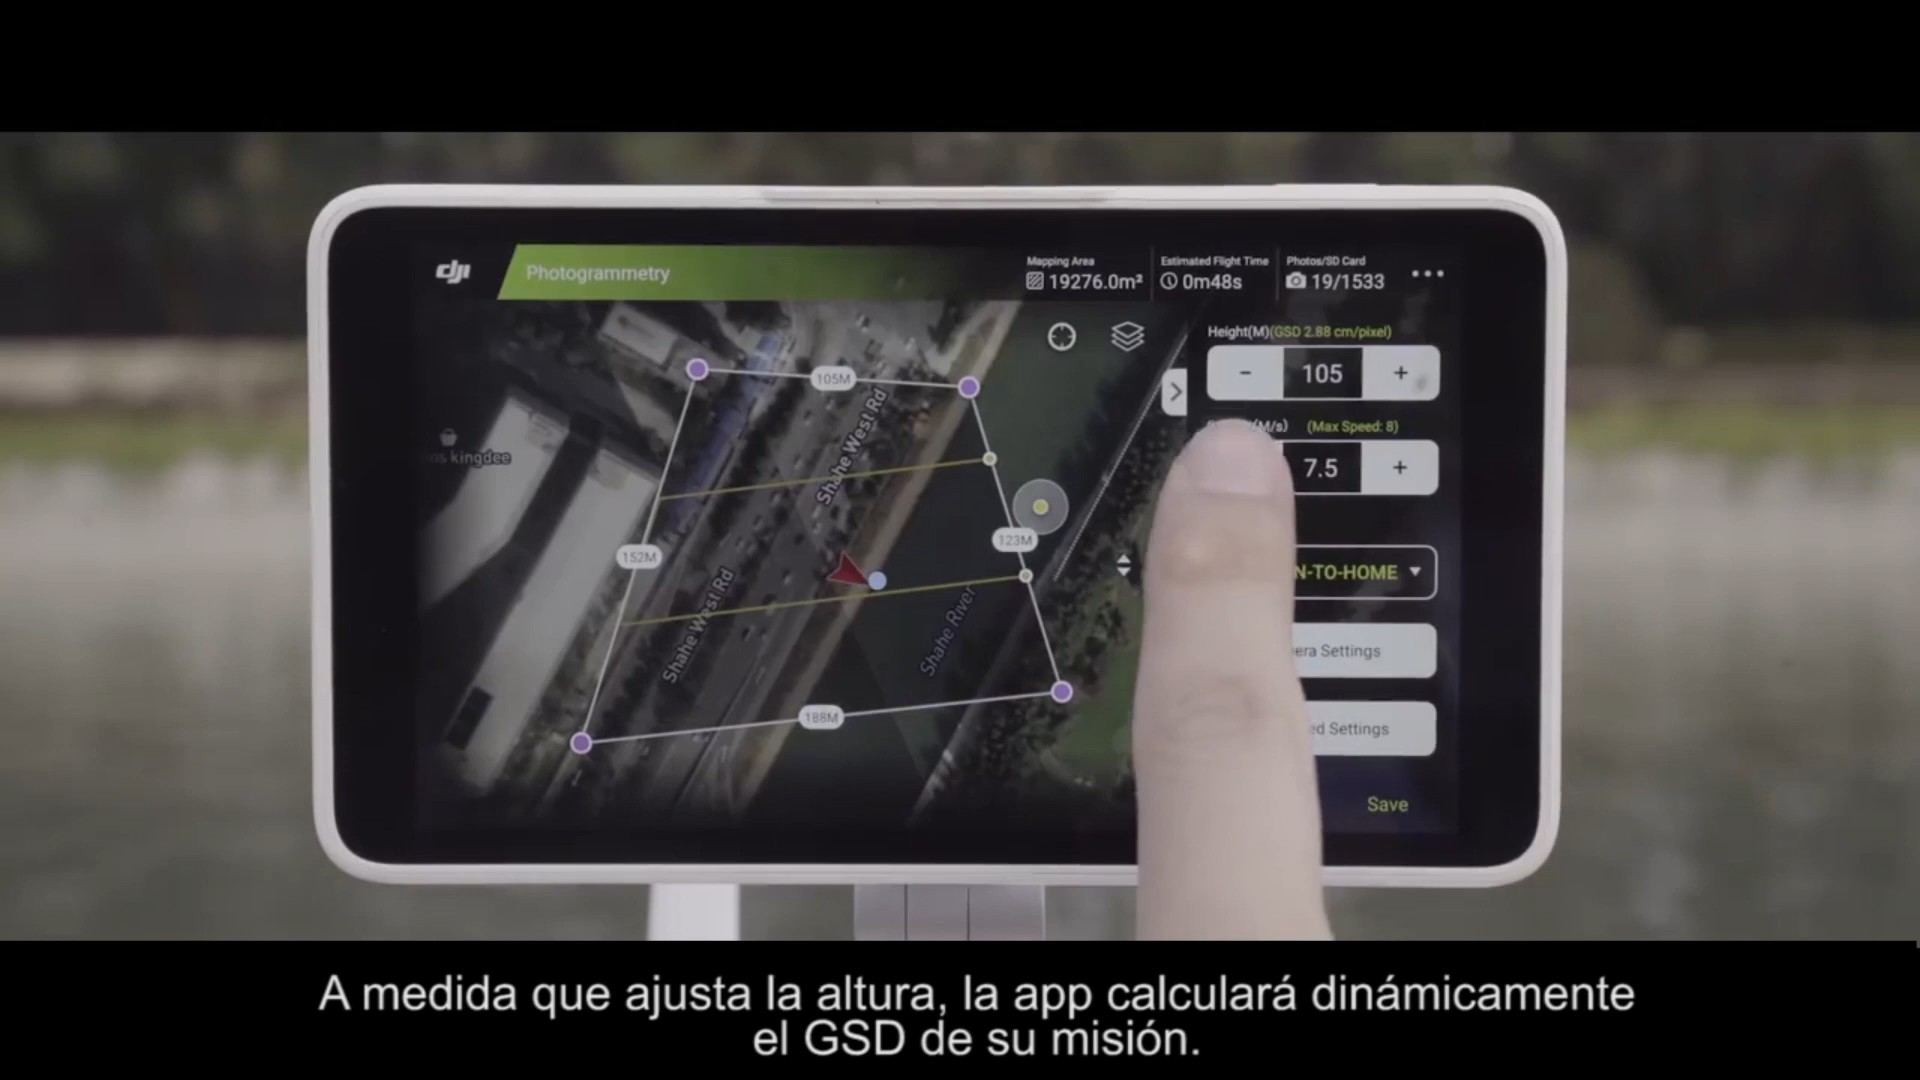 dji
Photogrammetry
Mapping Area
19276.0m²
Estimated Flight Time
0m48s
Photos/SD Card
19/1533
Height(M)(GSD 2.88 cm/pixel)
- 105 +
(M/s) (Max Speed: 8)
7.5 +
N-TO-HOME
era Settings
ed Settings
Save
kingdee
105M
Shahe West Rd
152M
123M
Shahe West Rd
Shahe River
188M
A medida que ajusta la altura, la app calculará dinámicamente
el GSD de su misión.